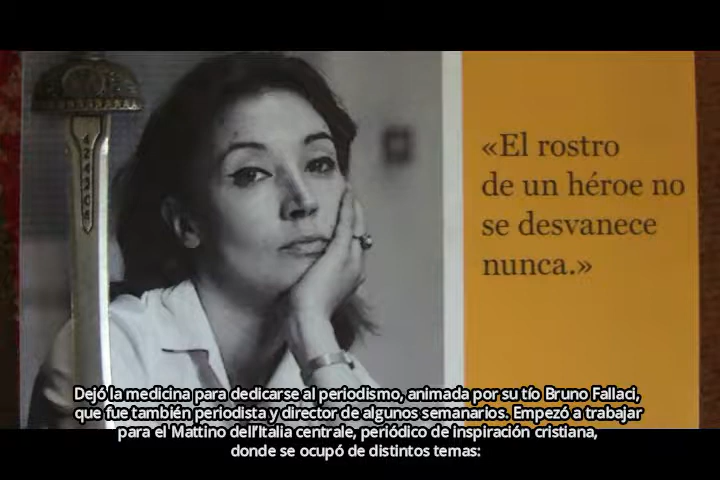 «El rostro
de un héroe no
se desvanece
nunca.»
Dejó la medicina para dedicarse al periodismo, animada por su tío Bruno Fallaci,
que fue también periodista y director de algunos semanarios. Empezó a trabajar
para el Mattino dell'Italia centrale, periódico de inspiración cristiana,
donde se ocupó de distintos temas: